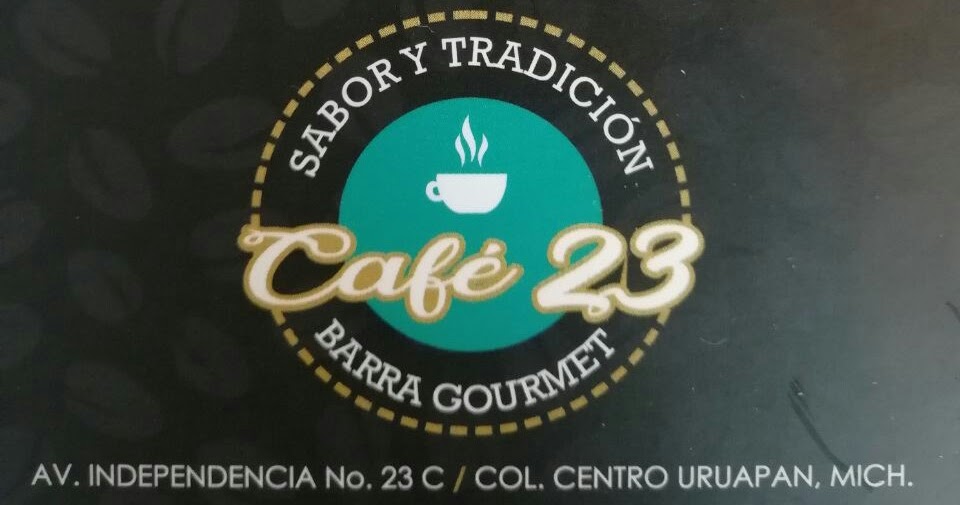 SABOR Y TRADICIÓN
Café 23
BARRA GOURMET
AV. INDEPENDENCIA No. 23 C / COL. CENTRO URUAPAN, MICH.